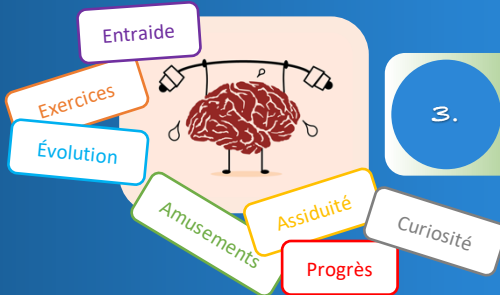 Entraide
Exercices
Évolution
3.
Amusements
Assiduité
Curiosité
Progrès